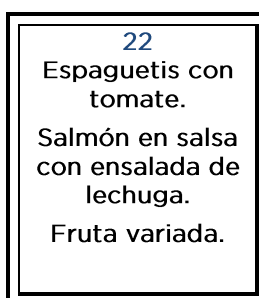 22
Espaguetis con
tomate.
Salmón en salsa
con ensalada de
lechuga.
Fruta variada.